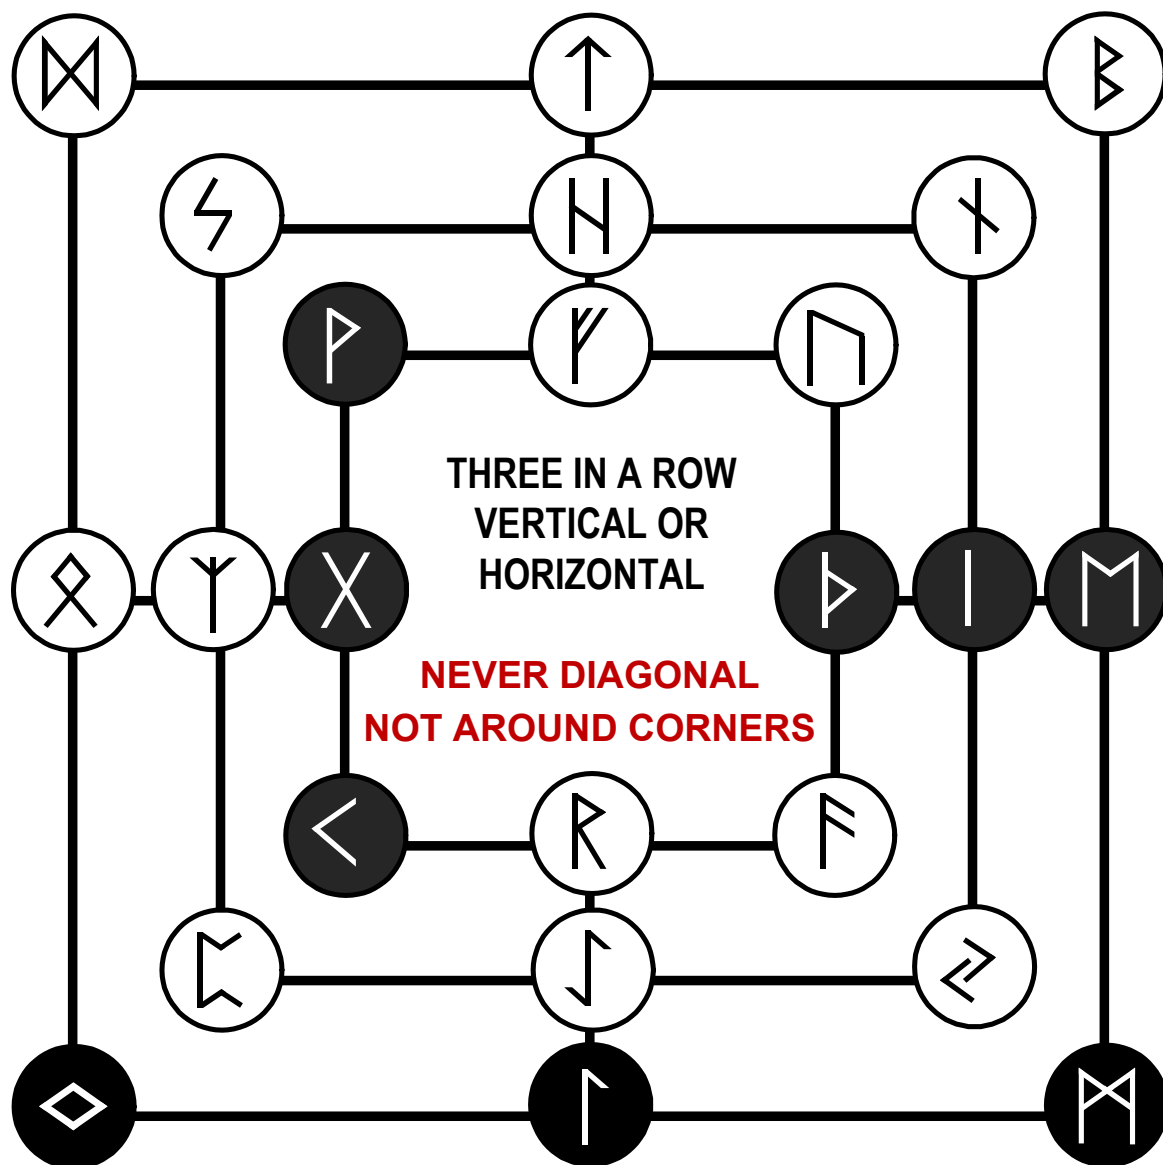 ᛞ ᛏ ᛒ
ᛋ ᚺ ᚾ
ᚹ ᚠ ᚢ
THREE IN A ROW
VERTICAL OR
HORIZONTAL
ᛟ ᛉ ᚷ ᚦ ᛁ ᛖ
NEVER DIAGONAL
NOT AROUND CORNERS
ᚲ ᚱ ᚨ
ᛈ ᛇ ᛃ
ᛜ ᛚ ᛗ